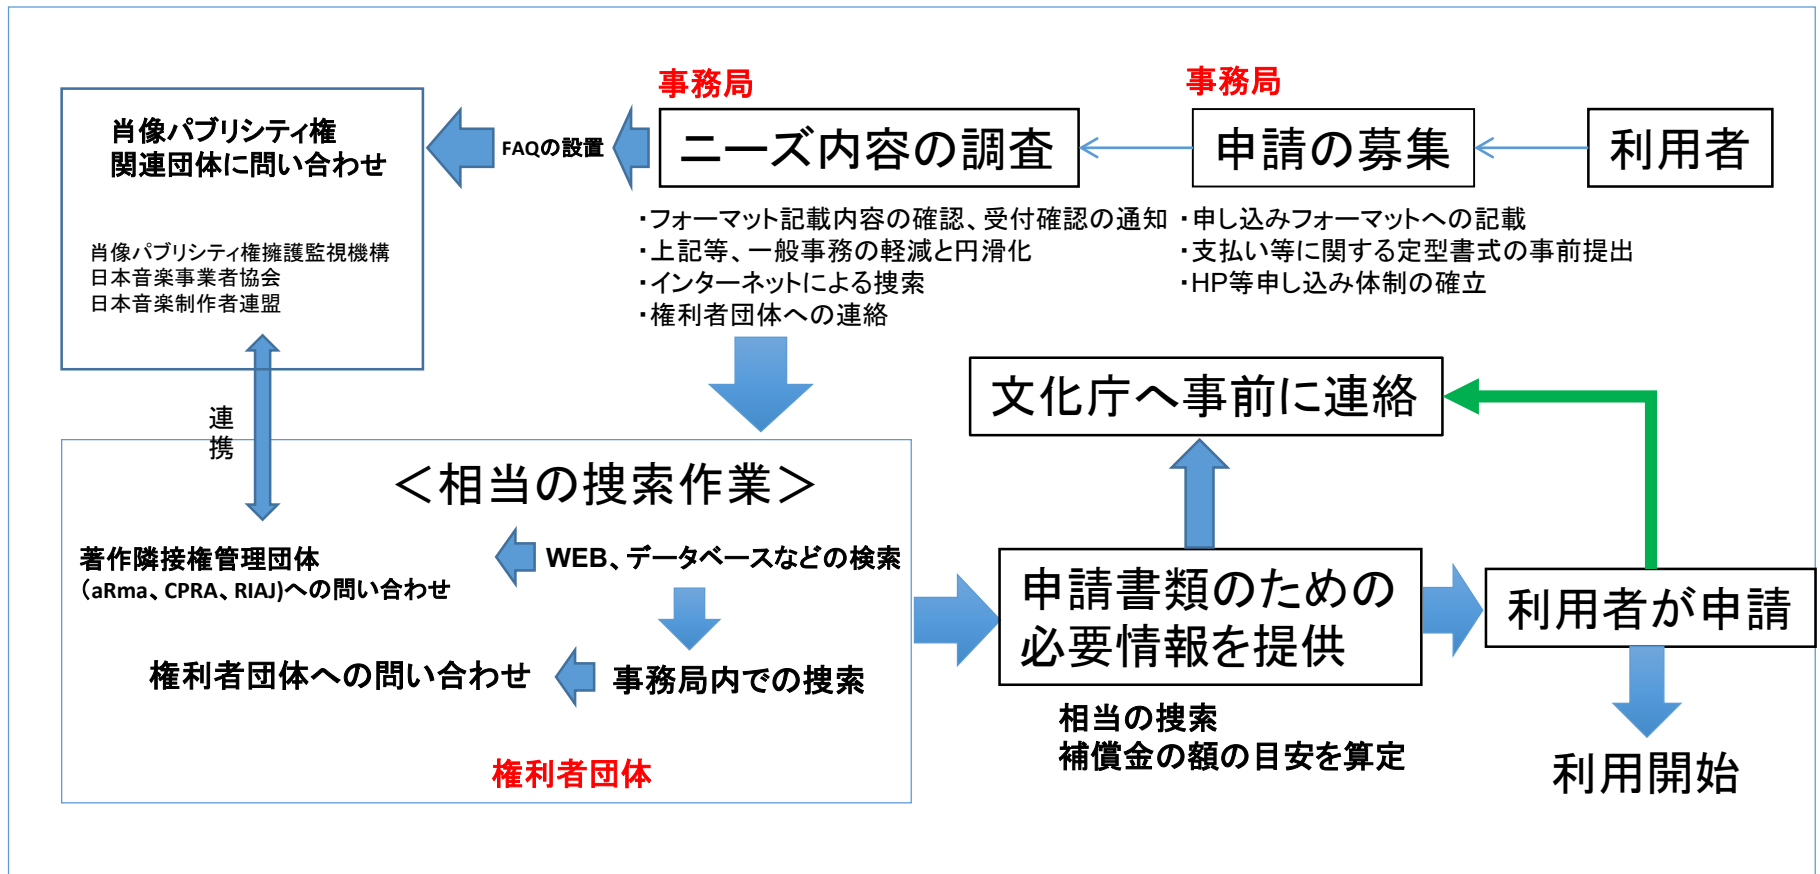 事務局
事務局
利用者
申請の募集
ニーズ内容の調査
FAQの設置
肖像パブリシティ権
関連団体に問い合わせ
肖像パブリシティ権擁護監視機構
日本音楽事業者協会
日本音楽制作者連盟
・申し込みフォーマットへの記載
・支払い等に関する定型書式の事前提出
・HP等申し込み体制の確立
・フォーマット記載内容の確認、受付確認の通知
・上記等、一般事務の軽減と円滑化
・インターネットによる捜索
・権利者団体への連絡
連
携
＜相当の捜索作業＞
WEB、データベースなどの検索
著作隣接権管理団体
（aRma、CPRA、RIAJ)への問い合わせ
事務局内での捜索
権利者団体への問い合わせ
権利者団体
文化庁へ事前に連絡
申請書類のための
必要情報を提供
相当の捜索
補償金の額の目安を算定
利用者が申請
利用開始